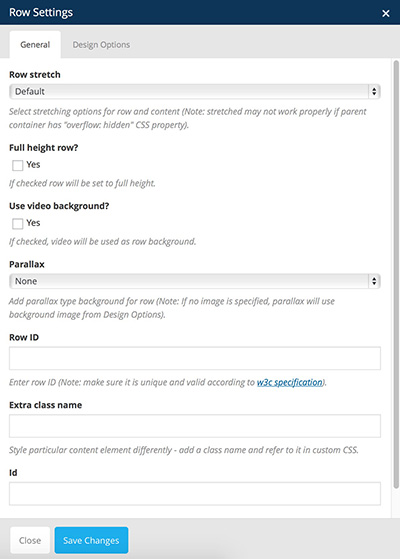 Row Settings ×
General Design Options
Row stretch
Default
Select stretching options for row and content (Note: stretched may not work properly if parent
container has "overflow: hidden" CSS property).
Full height row?
Yes
If checked row will be set to full height.
Use video background?
Yes
If checked, video will be used as row background.
Parallax
None
Add parallax type background for row (Note: If no image is specified, parallax will use
background image from Design Options).
Row ID
Enter row ID (Note: make sure it is unique and valid according to w3c specification).
Extra class name
Style particular content element differently - add a class name and refer to it in custom CSS.
Id
Close Save Changes